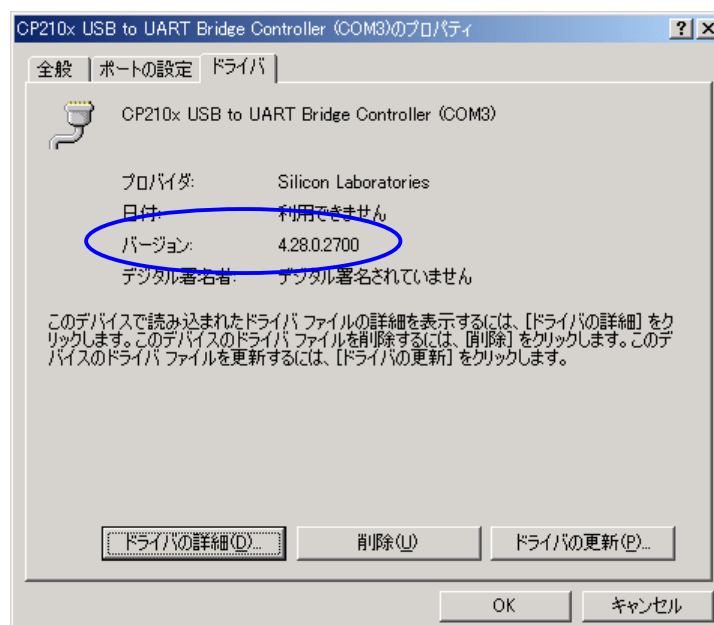 CP210x USB to UART Bridge Controller (COM3)のプロパティ
全般 ポートの設定 ドライバ
CP210x USB to UART Bridge Controller (COM3)
プロバイダ: Silicon Laboratories
日付: 利用できません
バージョン: 4.28.0.2700
デジタル署名者: デジタル署名されていません
このデバイスで読み込まれたドライバ ファイルの詳細を表示するには、[ドライバの詳細] をク
リックします。このデバイスのドライバ ファイルを削除するには、[削除] をクリックします。このデ
バイスのドライバ ファイルを更新するには、[ドライバの更新] をクリックします。
ドライバの詳細(D)... 削除(U) ドライバの更新(P)...
OK キャンセル